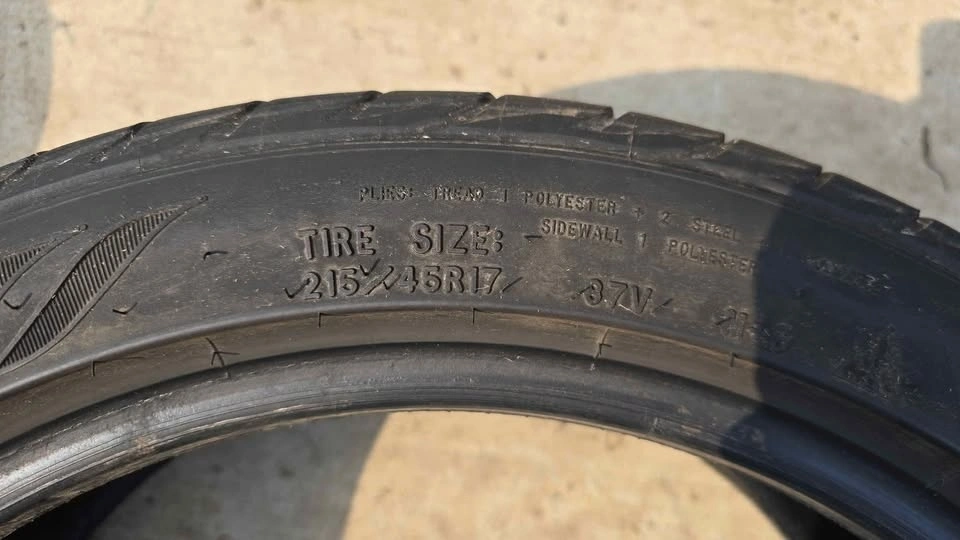 PLIES: TREAD 1 POLYESTER + 2 STEEL
SIDEWALL 1 POLYESTER
TIRE SIZE:
215/45R17 87V M+S